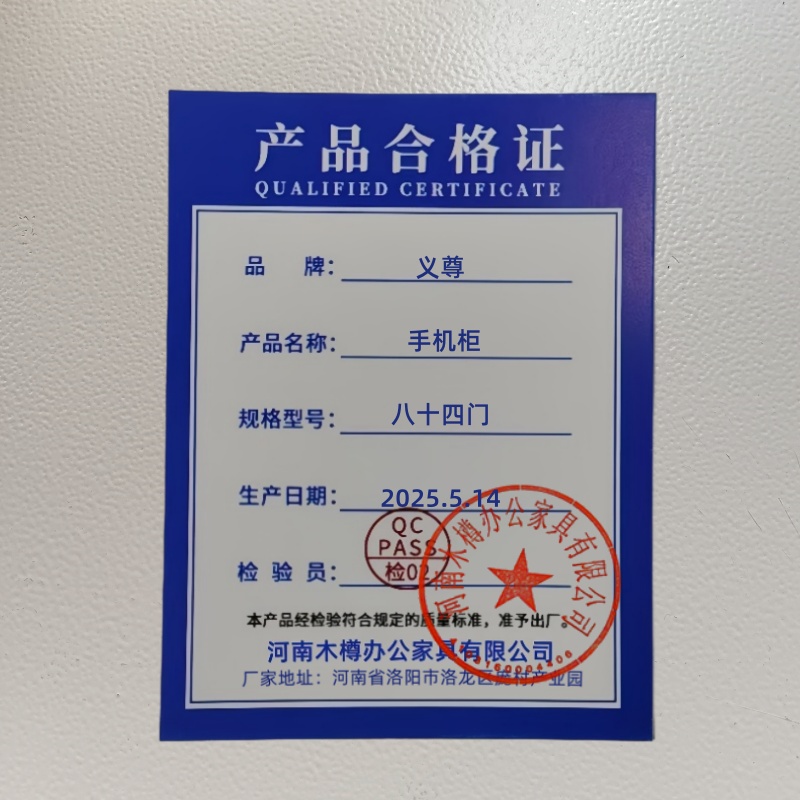 产品合格证
QUALIFIED CERTIFICATE
品 牌：义尊
产品名称：手机柜
规格型号：八十四门
生产日期：2025.5.14
QC
PASS
检验员：检02
河南木樽办公家具有限公司
本产品经检验符合规定的质量标准，准予出厂。
河南木樽办公家具有限公司
厂家地址：河南省洛阳市洛龙区庞村产业园